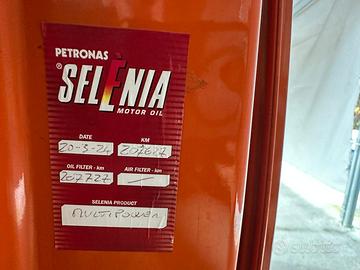 PETRONAS
SELENIA
MOTOR OIL
DATE KM
20-3-24
OIL FILTER - km AIR FILTER - km
207727 —
SELENIA PRODUCT
MULTIPOWER